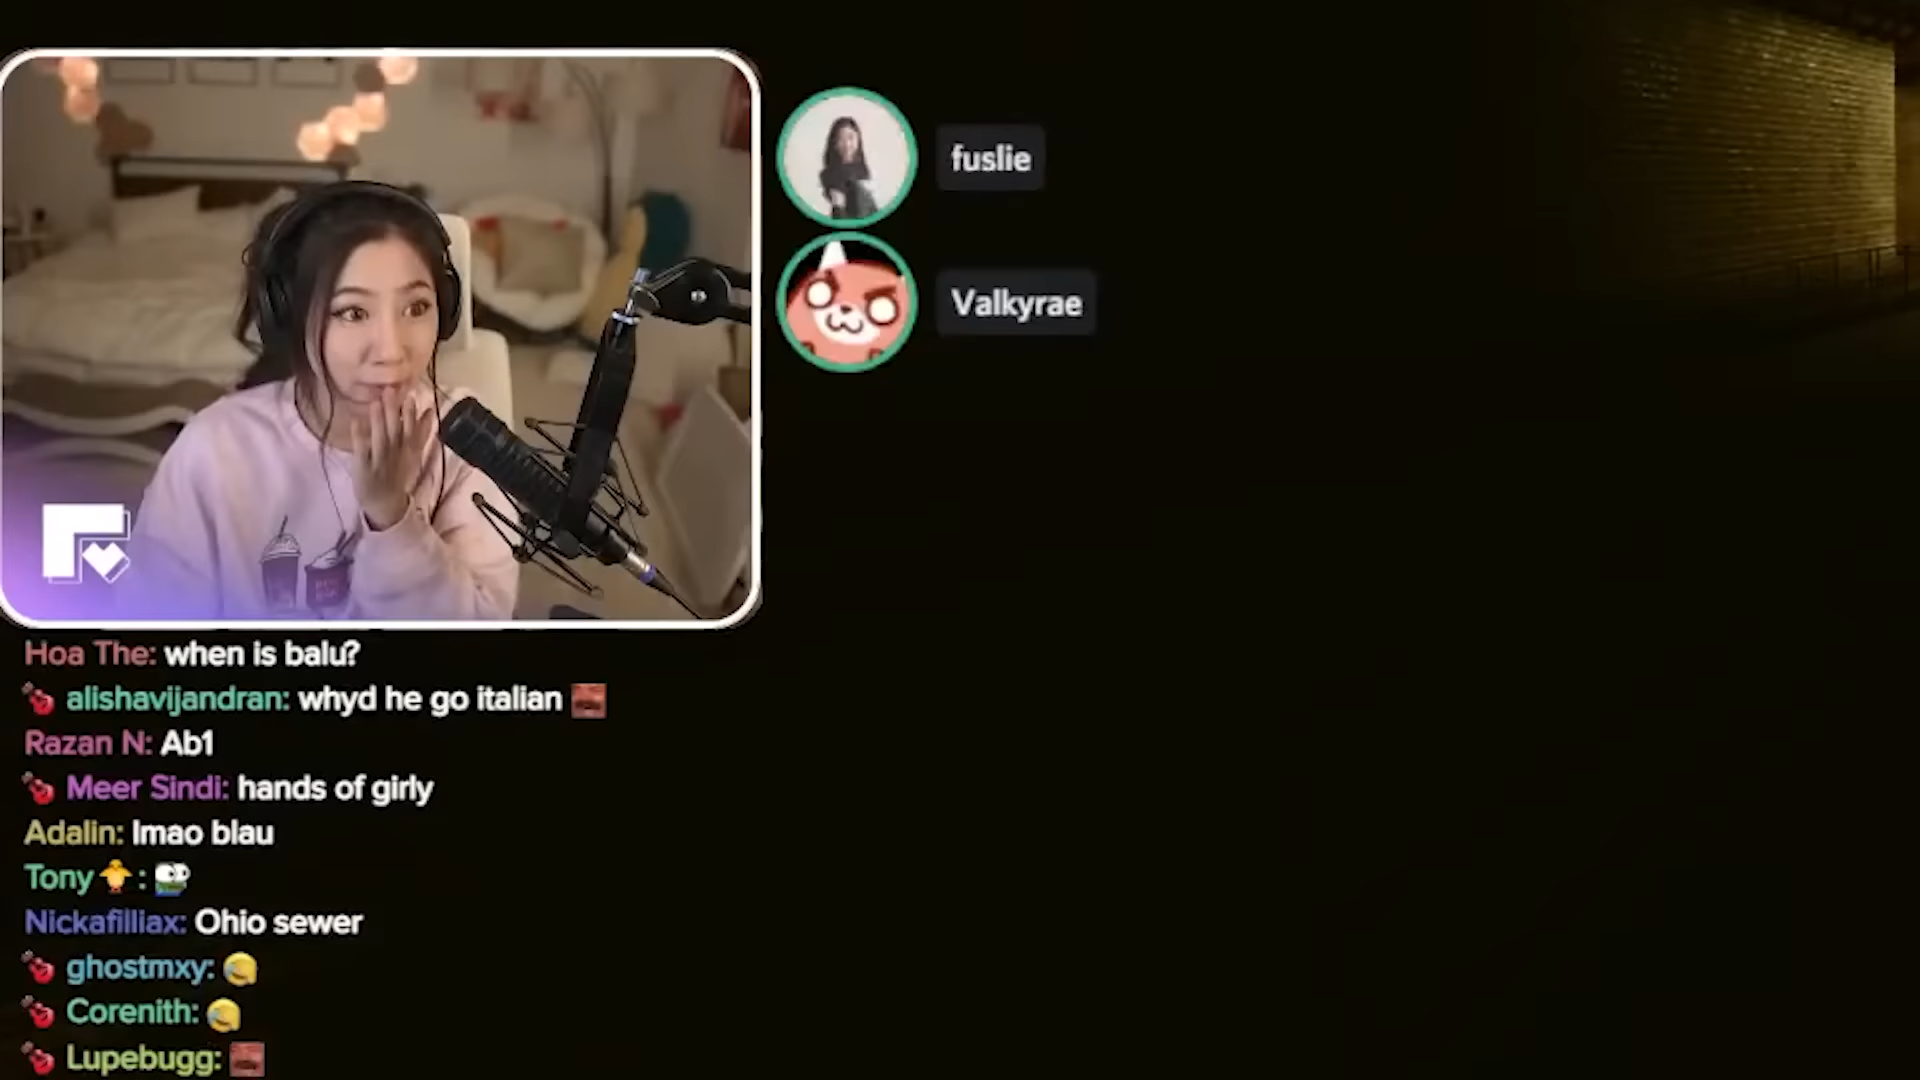 fuslie
Valkyrae
Hoa The: when is balu?
alishavijandran: whyd he go italian
Razan N: Ab1
Meer Sindi: hands of girly
Adalin: lmao blau
Tony🐥:
Nickafilliax: Ohio sewer
ghostmxy:
Corenith:
Lupebugg: